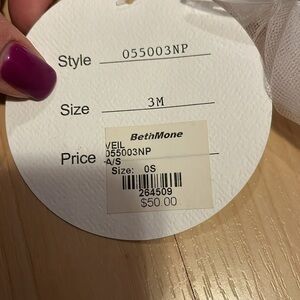 Style 055003NP
Size 3M
BethMone
VEIL
Price 055003NP
A/S
Size: 0S
264509
$50.00